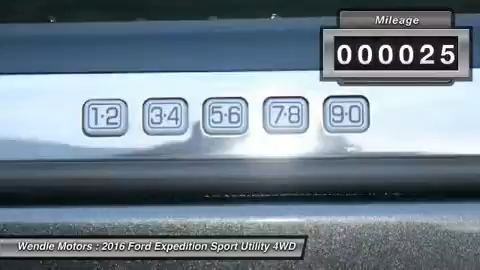 Mileage
000025
1·2 3·4 5·6 7·8 9·0
Wendle Motors : 2016 Ford Expedition Sport Utility 4WD